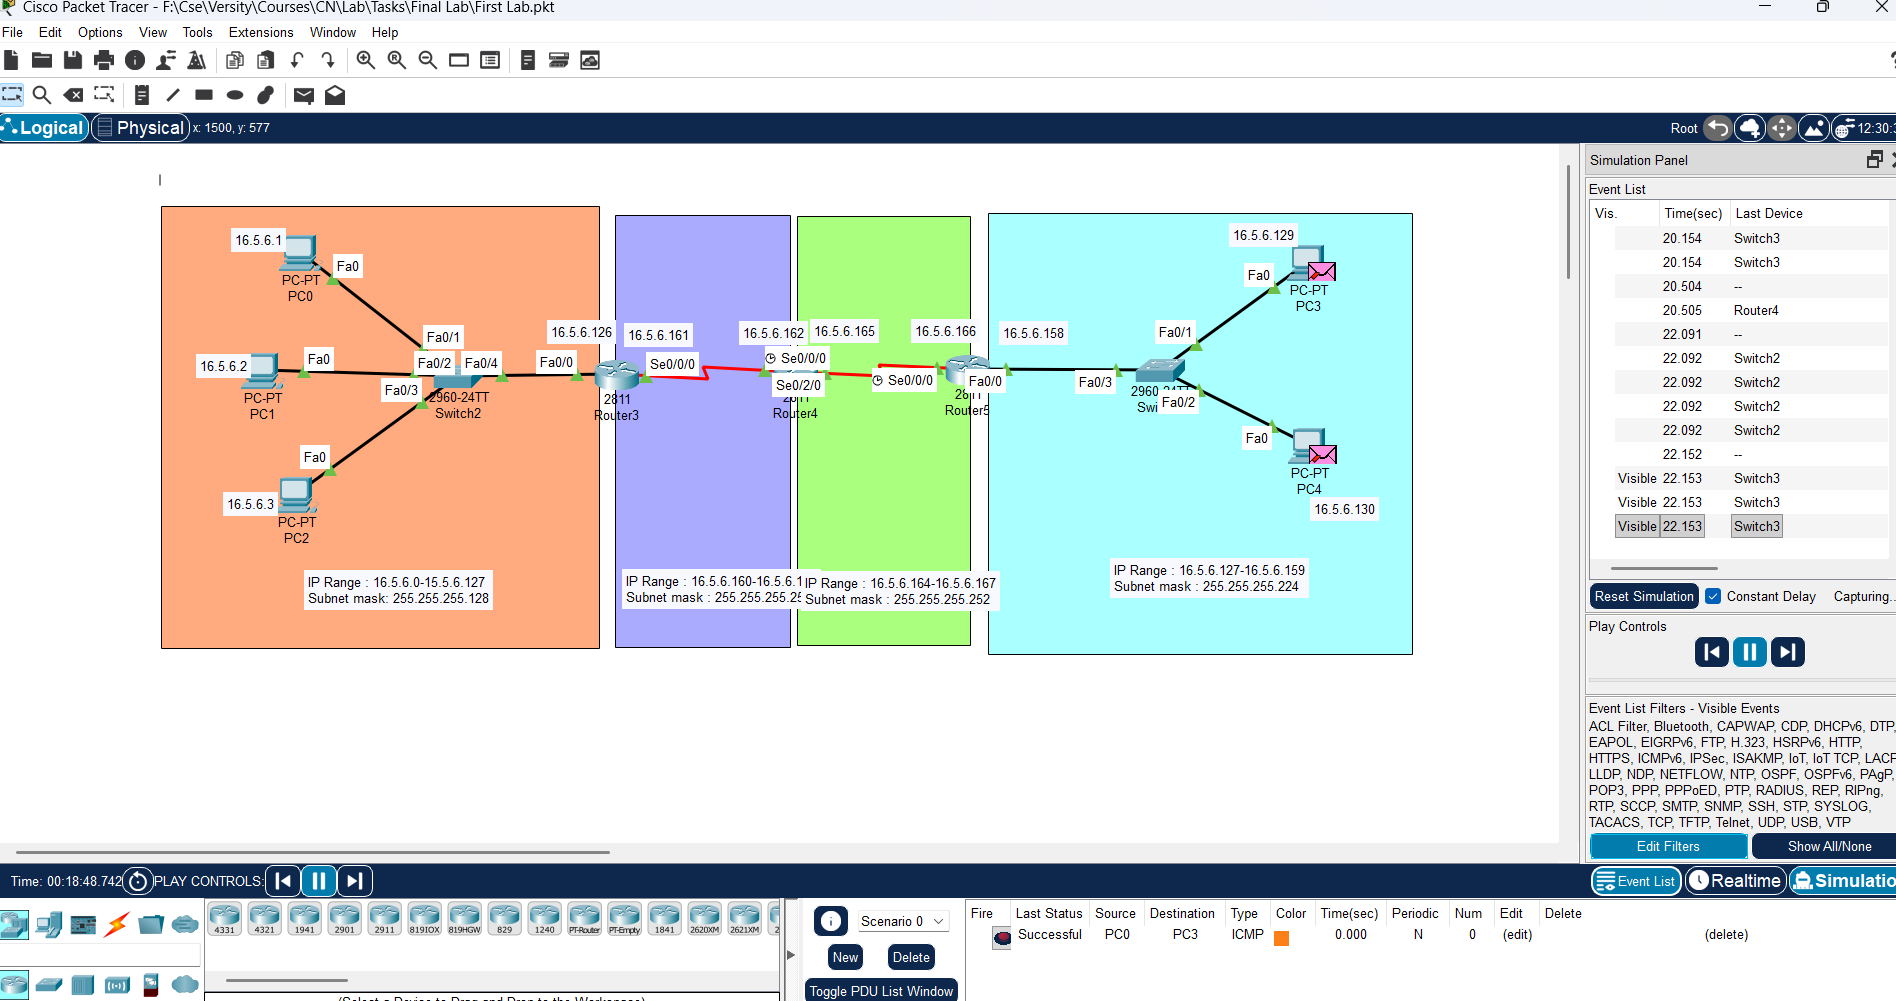 Cisco Packet Tracer - F:\Cse\Versity\Courses\CN\Lab\Tasks\Final Lab\First Lab.pkt
File Edit Options View Tools Extensions Window Help
Logical Physical x: 1500, y: 577 Root
Simulation Panel
Event List
Vis. Time(sec) Last Device
20.154 Switch3
20.154 Switch3
20.504 --
20.505 Router4
22.091 --
22.092 Switch2
22.092 Switch2
22.092 Switch2
22.092 Switch2
22.152 --
Visible 22.153 Switch3
Visible 22.153 Switch3
Visible 22.153 Switch3
Reset Simulation Constant Delay Capturing..
Play Controls
Event List Filters - Visible Events
ACL Filter, Bluetooth, CAPWAP, CDP, DHCPv6, DTP,
EAPOL, EIGRPv6, FTP, H.323, HSRPv6, HTTP,
HTTPS, ICMPv6, IPSec, ISAKMP, IoT, IoT TCP, LACP
LLDP, NDP, NETFLOW, NTP, OSPF, OSPFv6, PAgP,
POP3, PPP, PPPoED, PTP, RADIUS, REP, RIPng,
RTP, SCCP, SMTP, SNMP, SSH, STP, SYSLOG,
TACACS, TCP, TFTP, Telnet, UDP, USB, VTP
Edit Filters Show All/None
16.5.6.1
Fa0
PC-PT
PC0
16.5.6.2
Fa0
PC-PT
PC1
16.5.6.3
Fa0
PC-PT
PC2
Fa0/1
Fa0/2
Fa0/4
Fa0/3
2960-24TT
Switch2
Fa0/0
16.5.6.126
2811
Router3
IP Range : 16.5.6.0-15.5.6.127
Subnet mask: 255.255.255.128
16.5.6.161
Se0/0/0
16.5.6.162
Se0/0/0
Se0/2/0
Router4
IP Range : 16.5.6.160-16.5.6.1
Subnet mask : 255.255.255.25
16.5.6.165
16.5.6.166
Se0/0/0
Fa0/0
Router5
IP Range : 16.5.6.164-16.5.6.167
Subnet mask : 255.255.255.252
16.5.6.158
Fa0/3
Fa0/1
Fa0/2
16.5.6.129
Fa0
PC-PT
PC3
Fa0
PC-PT
PC4
16.5.6.130
IP Range : 16.5.6.127-16.5.6.159
Subnet mask : 255.255.255.224
Time: 00:18:48.742 PLAY CONTROLS: Event List Realtime
4331 4321 1941 2901 2911 819IOX 819HGW 829 1240 PT-Router PT-Empty 1841 2620XM 2621XM
(Select a Device to Drag and Drop to the Workspace)
Scenario 0
New Delete
Toggle PDU List Window
Fire Last Status Source Destination Type Color Time(sec) Periodic Num Edit Delete
Successful PC0 PC3 ICMP 0.000 N 0 (edit) (delete)